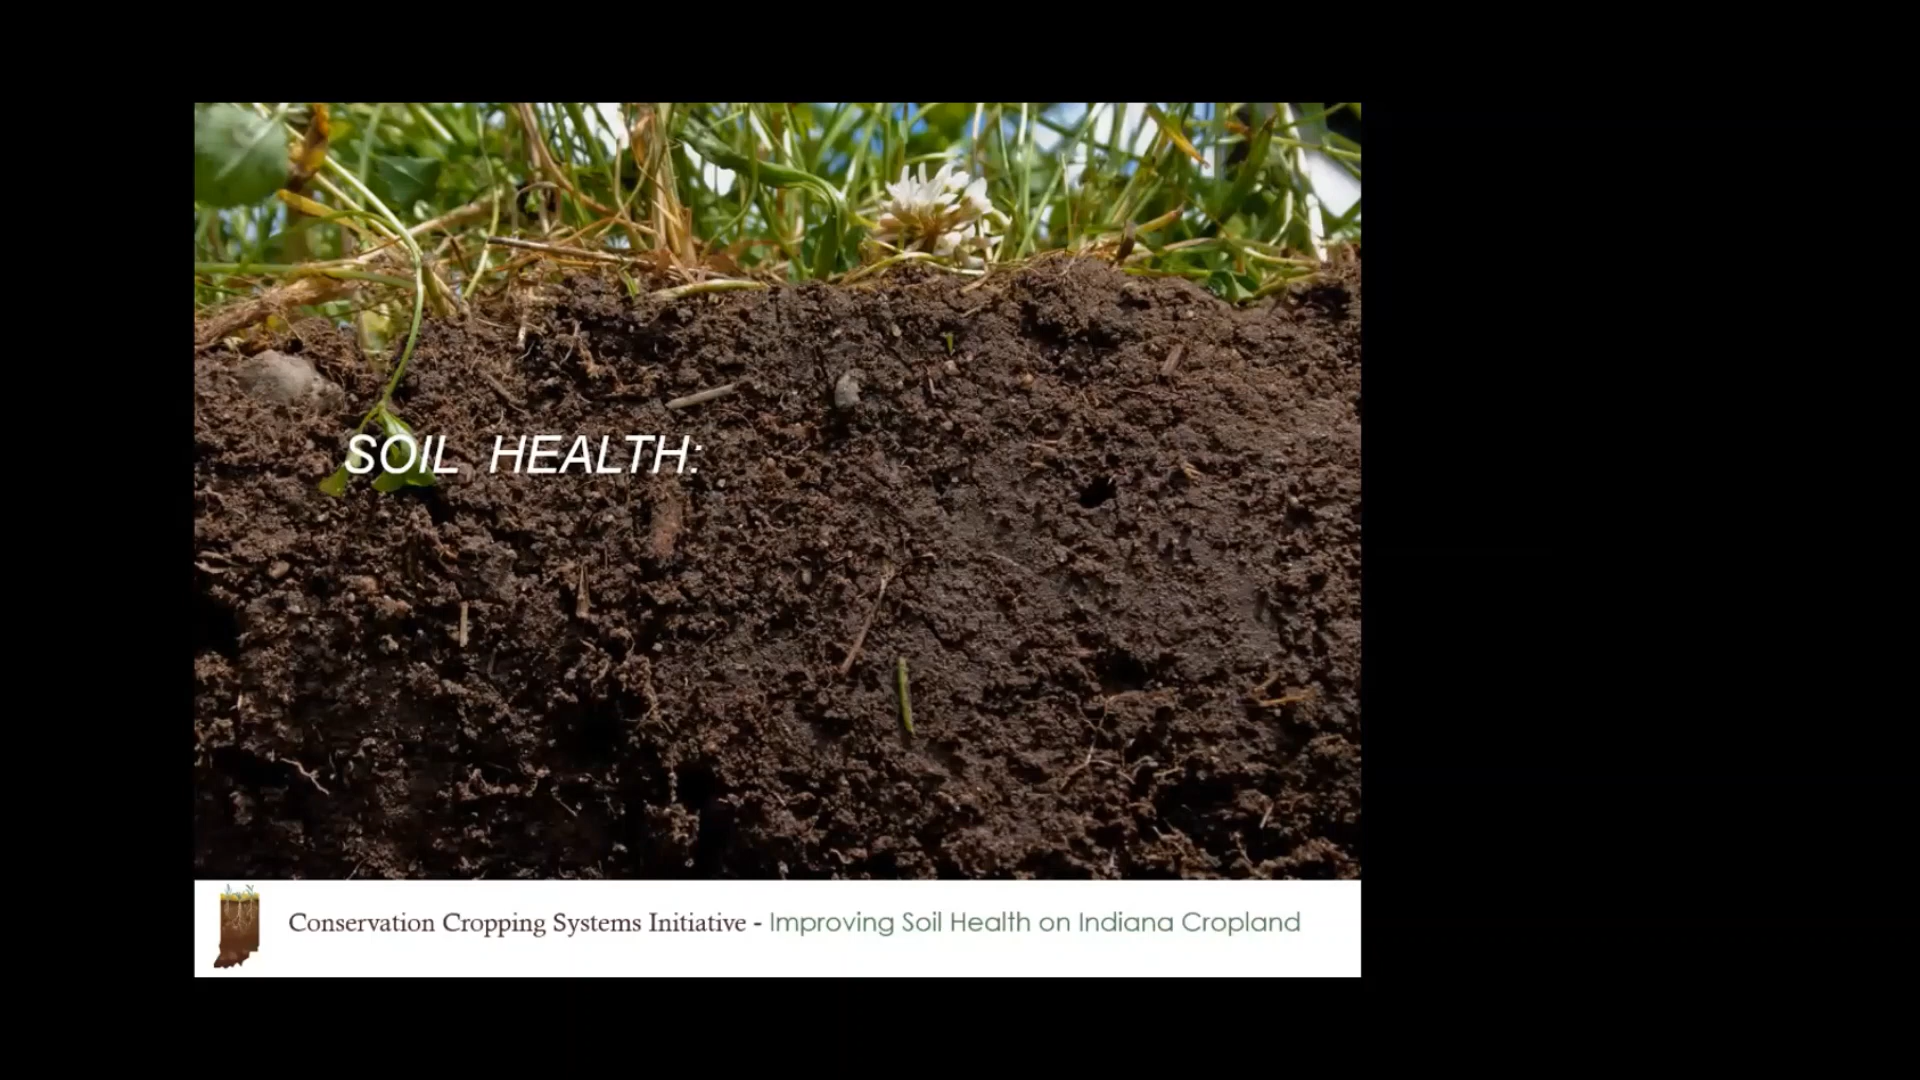 SOIL HEALTH:
Conservation Cropping Systems Initiative - Improving Soil Health on Indiana Cropland